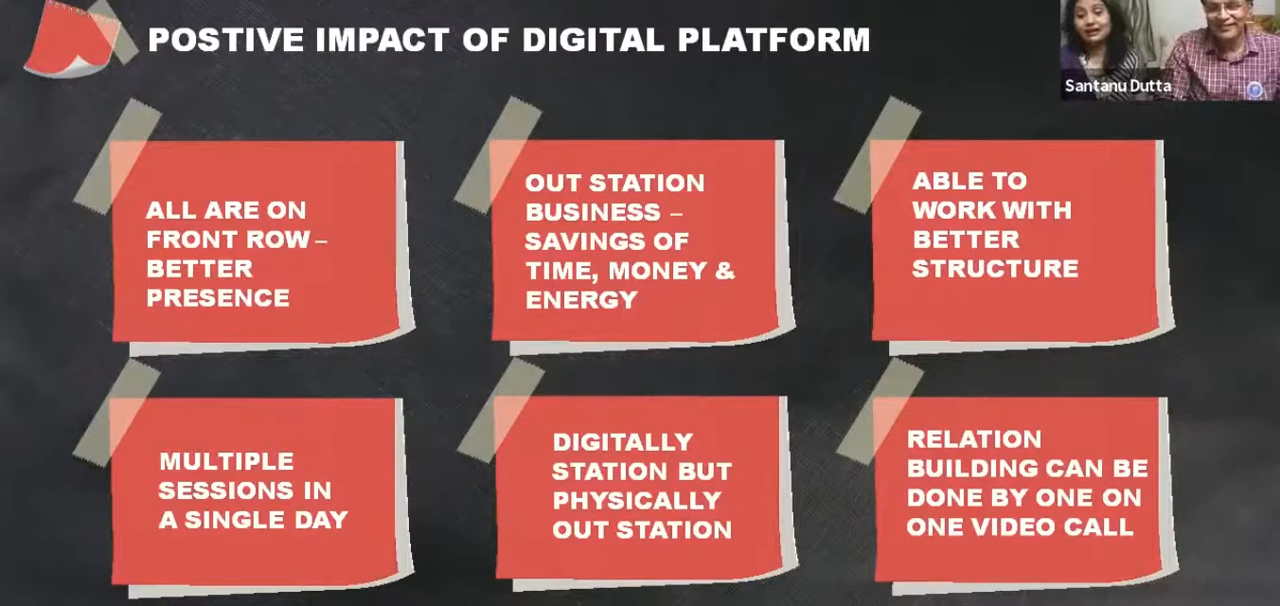 POSTIVE IMPACT OF DIGITAL PLATFORM
Santanu Dutta
ALL ARE ON
FRONT ROW –
BETTER
PRESENCE
OUT STATION
BUSINESS –
SAVINGS OF
TIME, MONEY &
ENERGY
ABLE TO
WORK WITH
BETTER
STRUCTURE
MULTIPLE
SESSIONS IN
A SINGLE DAY
DIGITALLY
STATION BUT
PHYSICALLY
OUT STATION
RELATION
BUILDING CAN BE
DONE BY ONE ON
ONE VIDEO CALL